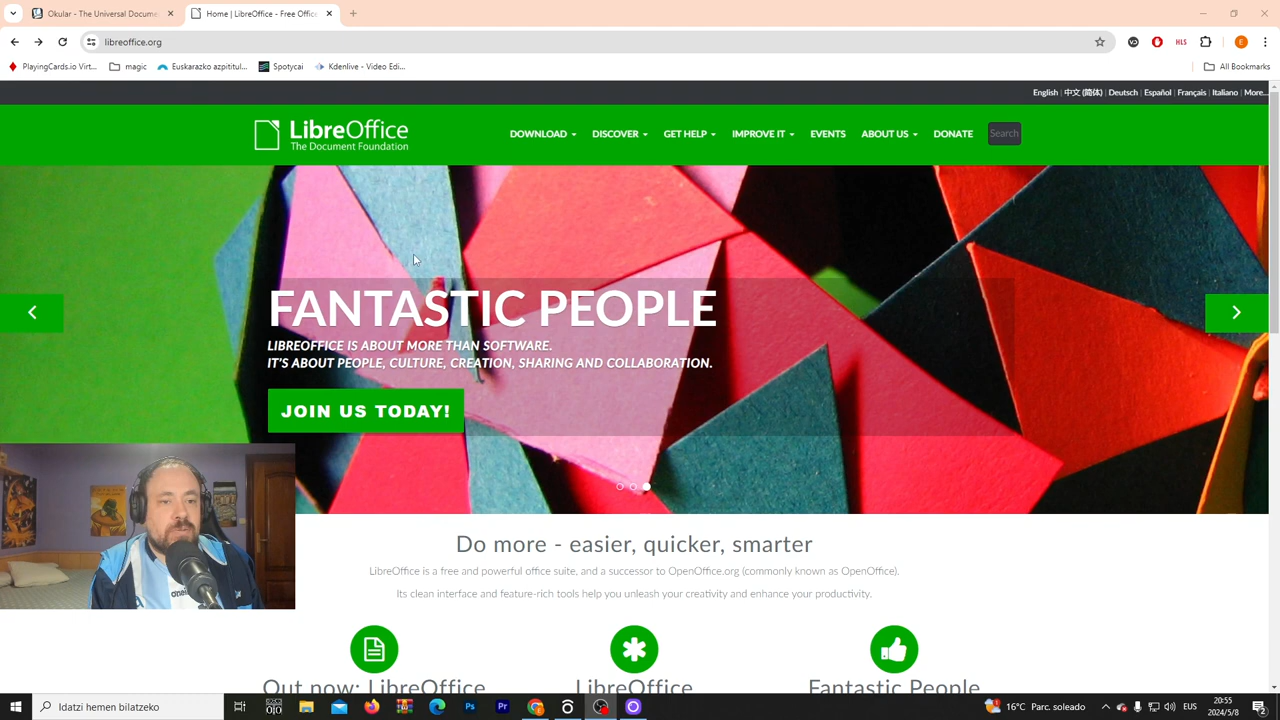 Okular - The Universal Documen
Home | LibreOffice - Free Office
libreoffice.org
HLS
E
PlayingCards.io Virt...
magic
Euskarazko azpititul...
Spotycai
Kdenlive - Video Edi...
All Bookmarks
English | 中文 (简体) | Deutsch | Español | Français | Italiano | More...
LibreOffice
The Document Foundation
DOWNLOAD
DISCOVER
GET HELP
IMPROVE IT
EVENTS
ABOUT US
DONATE
Search
FANTASTIC PEOPLE
LIBREOFFICE IS ABOUT MORE THAN SOFTWARE.
IT'S ABOUT PEOPLE, CULTURE, CREATION, SHARING AND COLLABORATION.
JOIN US TODAY!
Do more - easier, quicker, smarter
LibreOffice is a free and powerful office suite, and a successor to OpenOffice.org (commonly known as OpenOffice).
Its clean interface and feature-rich tools help you unleash your creativity and enhance your productivity.
Out now: LibreOffice
LibreOffice
Fantastic People
Idatzi hemen bilatzeko
Ps
Pr
16°C Parc. soleado
EUS
20:55
2024/5/8
2